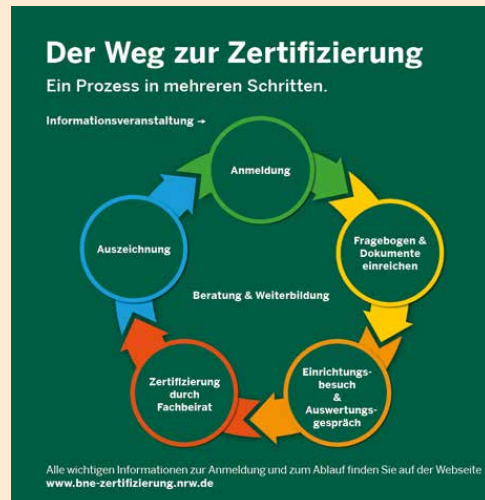 Der Weg zur Zertifizierung
Ein Prozess in mehreren Schritten.
Informationsveranstaltung →
Anmeldung
Fragebogen &
Dokumente
einreichen
Einrichtungs-
besuch
&
Auswertungs-
gespräch
Zertifizierung
durch
Fachbeirat
Auszeichnung
Beratung & Weiterbildung
Alle wichtigen Informationen zur Anmeldung und zum Ablauf finden Sie auf der Webseite
www.bne-zertifizierung.nrw.de